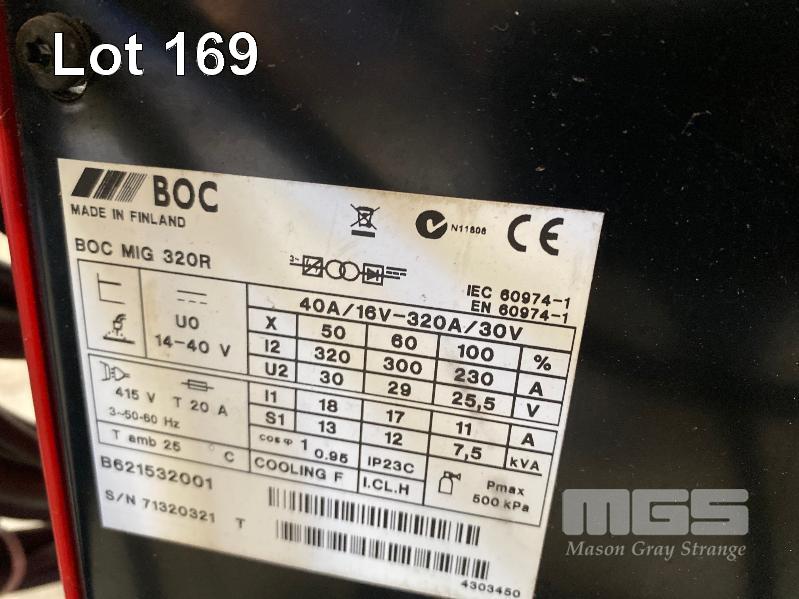 Lot 169
BOC
MADE IN FINLAND
N11808
CE
BOC MIG 320R
3~
IEC 60974-1
EN 60974-1
40A/16V-320A/30V
U0
14-40 V
X 50 60 100 %
I2 320 300 230 A
U2 30 29 25,5 V
415 V T 20 A
3~50-60 Hz
I1 18 17 11 A
S1 13 12 7,5 kVA
T amb 25 C
cos φ 1 0.95
IP23C
COOLING F
I.CL.H
Pmax
500 kPa
B621532001
S/N 71320321 T
4303450
MGS
Mason Gray Strange